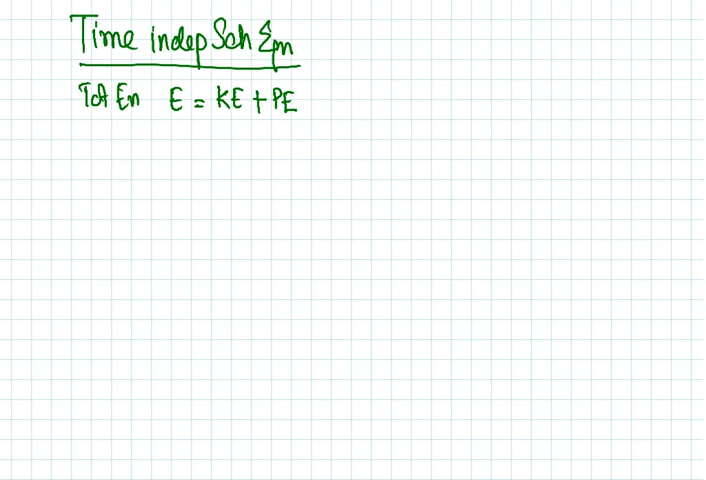 Time indep Sch Eqn
Tot En E = KE + PE